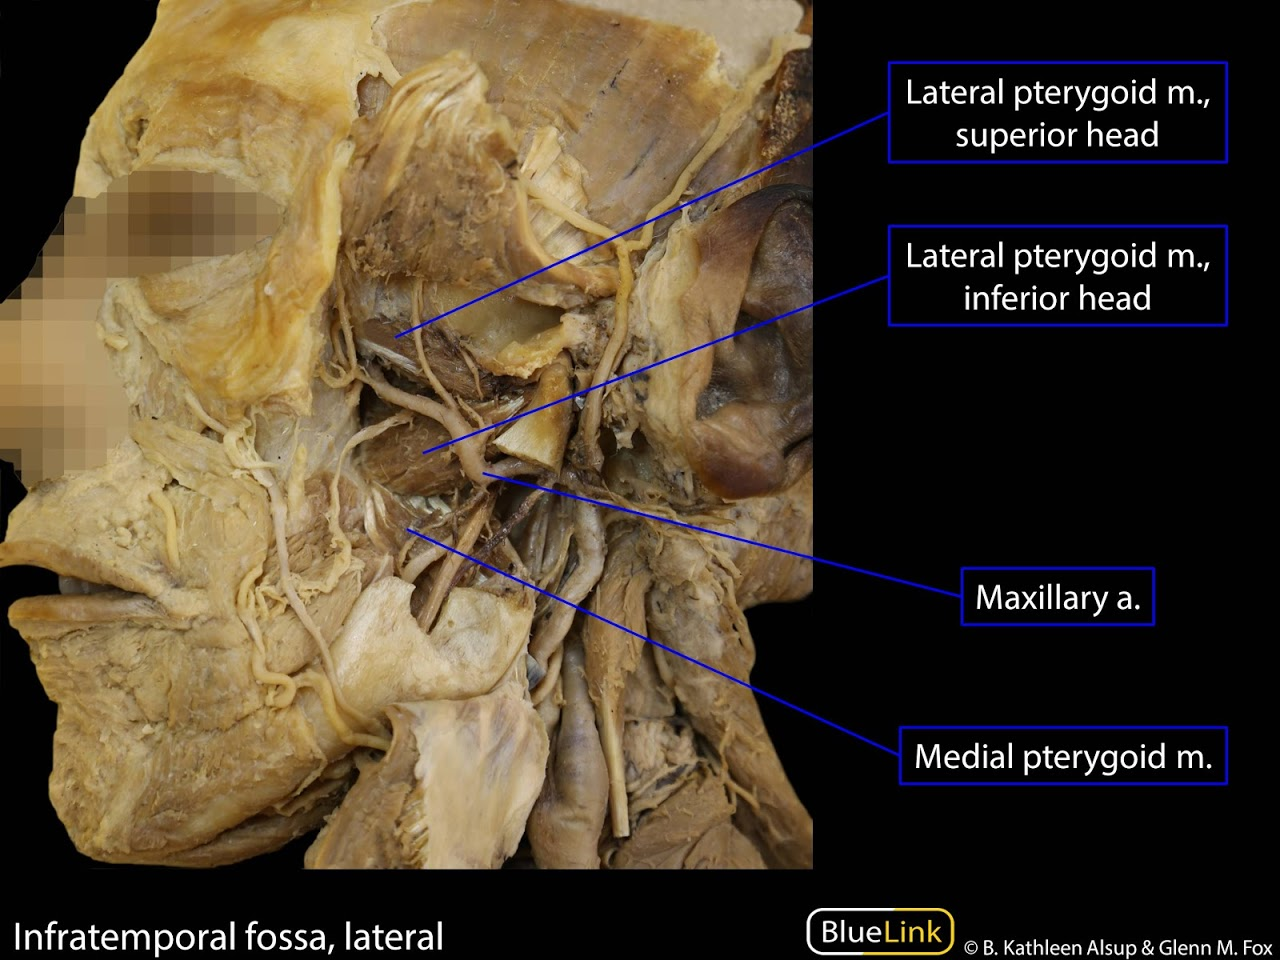 Lateral pterygoid m.,
superior head
Lateral pterygoid m.,
inferior head
Maxillary a.
Medial pterygoid m.
Infratemporal fossa, lateral
BlueLink
© B. Kathleen Alsup & Glenn M. Fox